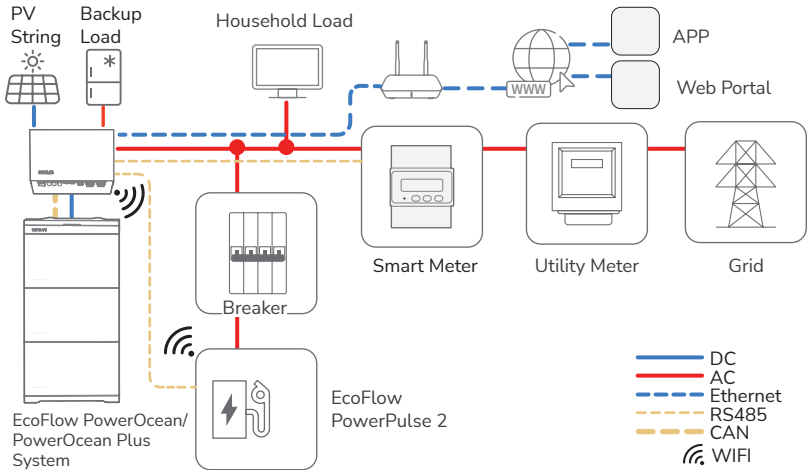 PV
String
Backup
Load
Household Load
WWW
APP
Web Portal
Smart Meter
Utility Meter
Grid
Breaker
EcoFlow
PowerPulse 2
EcoFlow PowerOcean/
PowerOcean Plus
System
DC
AC
Ethernet
RS485
CAN
WIFI